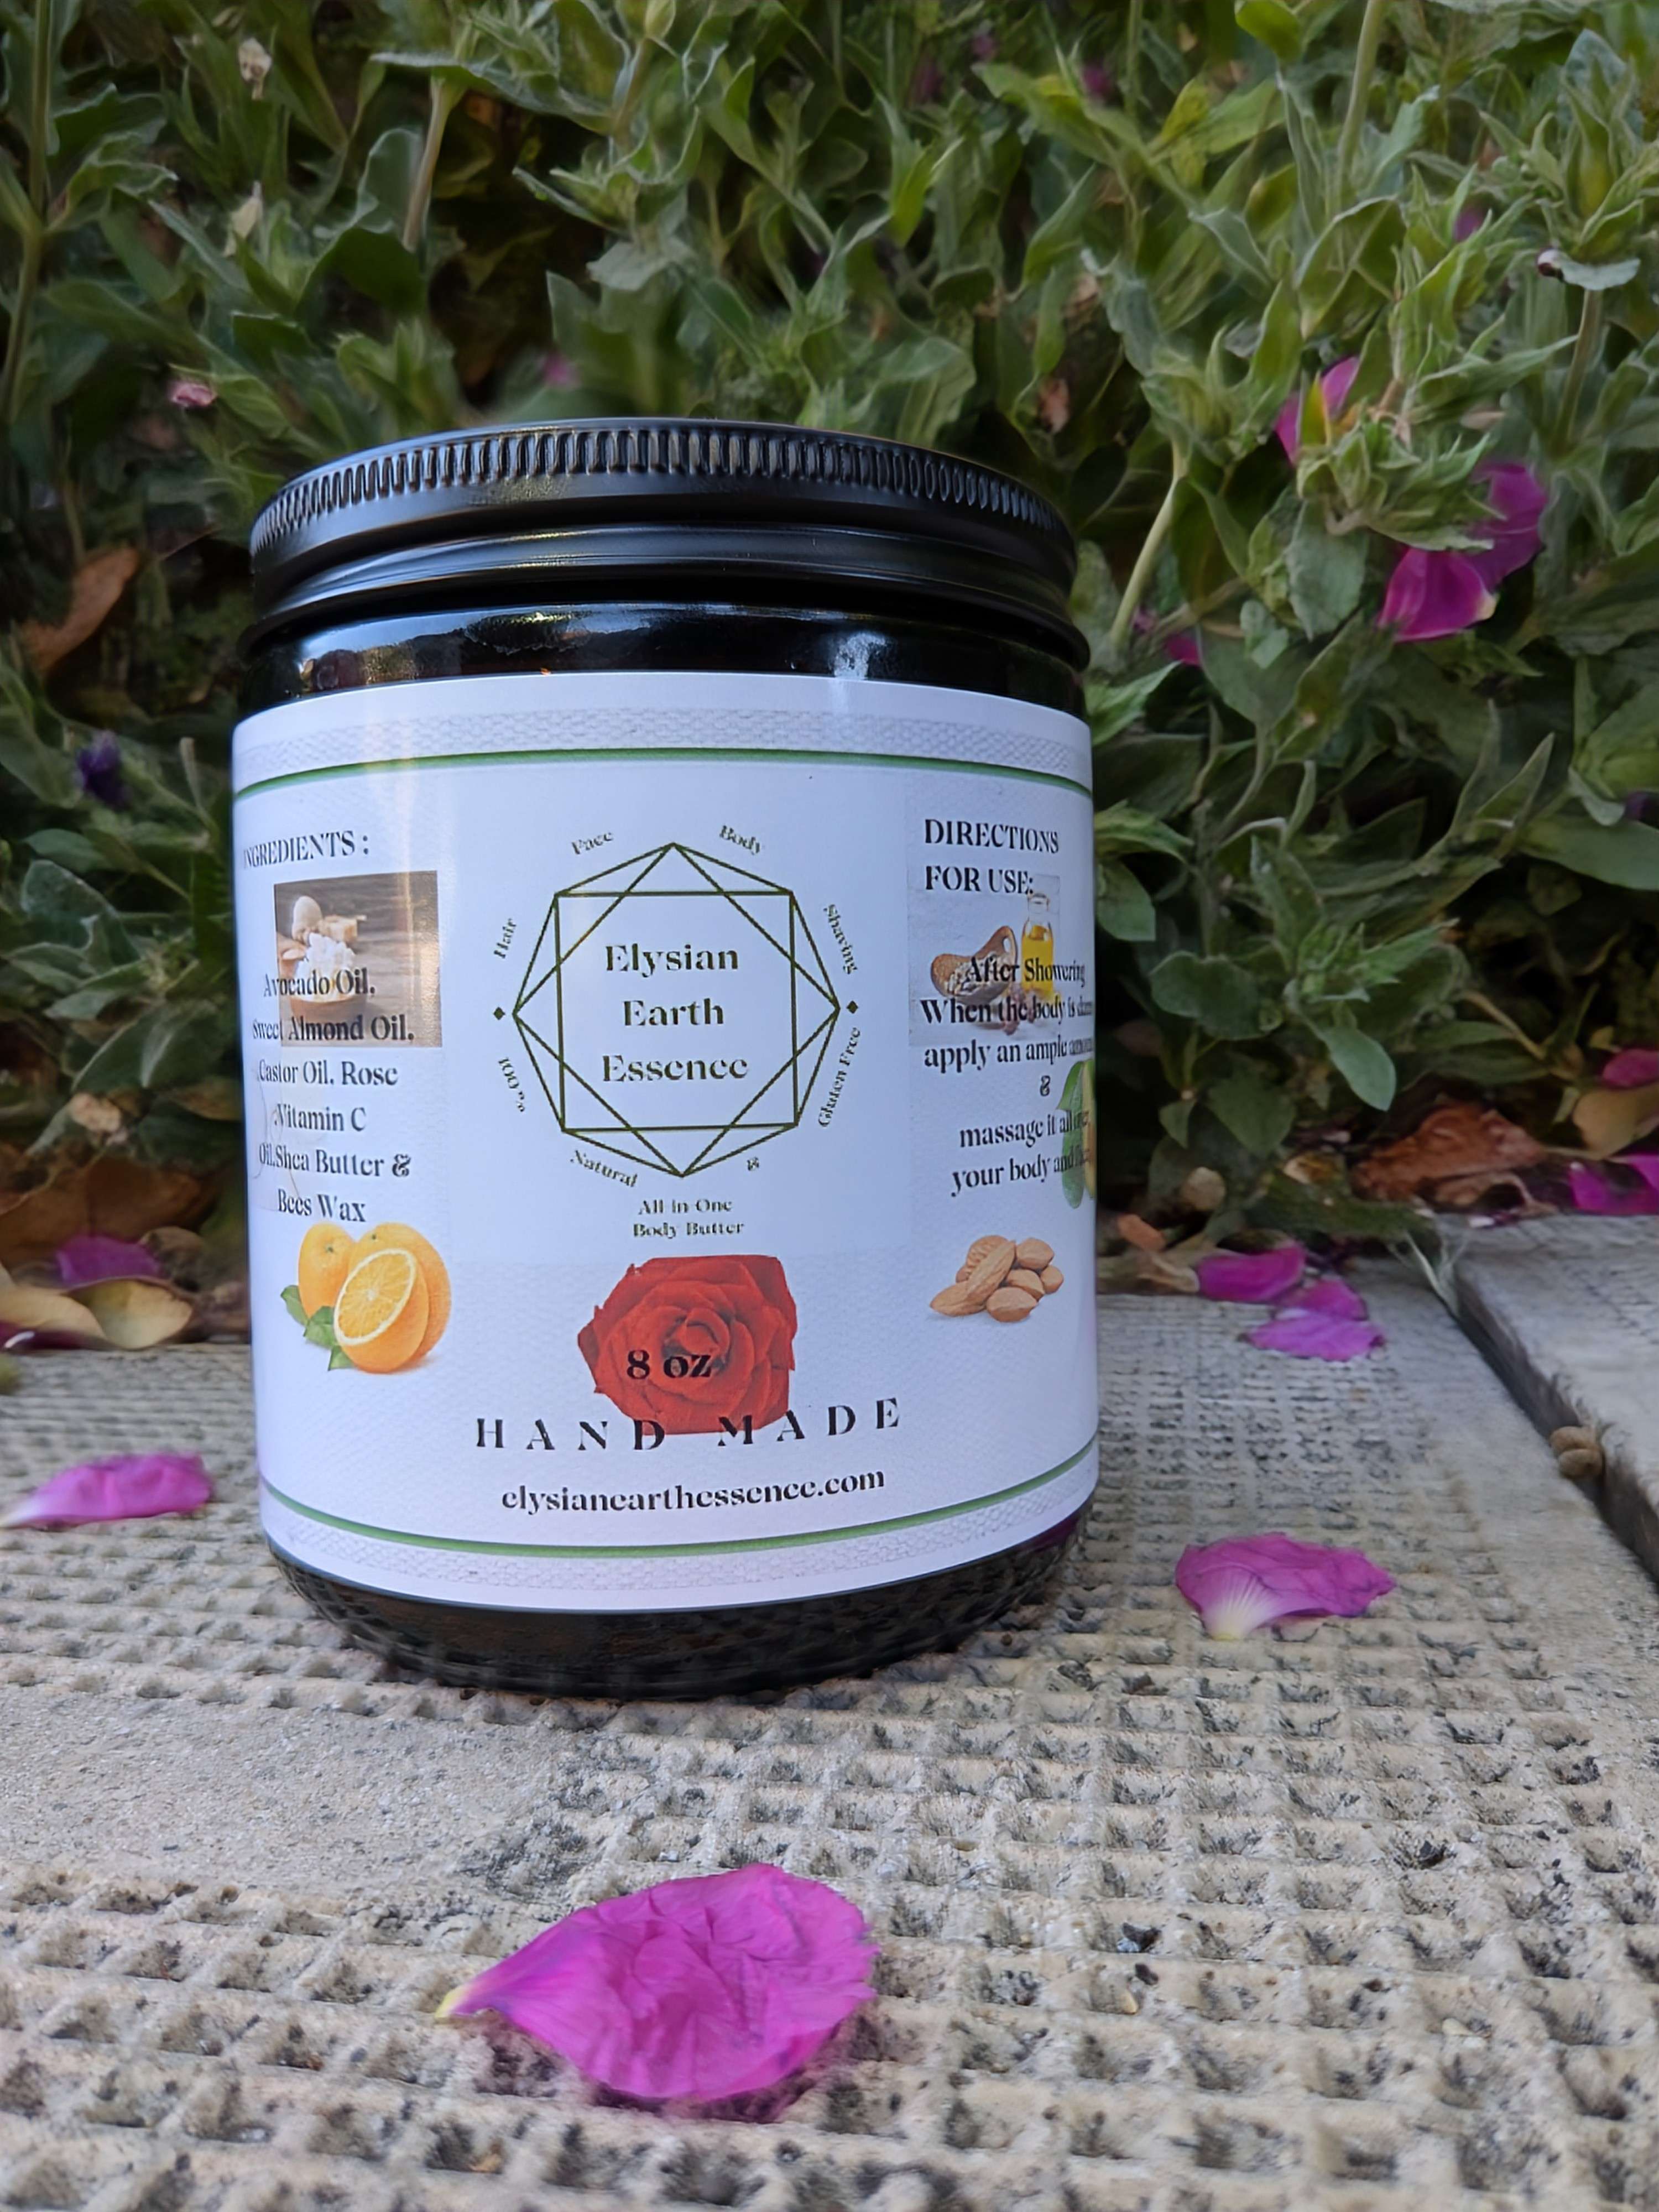 INGREDIENTS :
Avocado Oil.
Sweet Almond Oil.
Castor Oil. Rose
Vitamin C
Oil.Shea Butter &
Bees Wax
Face
Body
Hair
Shaving
100%
Gluten Free
Natural
&
Elysian
Earth
Essence
All in One
Body Butter
8 oz
HAND MADE
elysianearthessence.com
DIRECTIONS
FOR USE:
After Showering
When the body is
apply an ample
&
massage it all
your body and